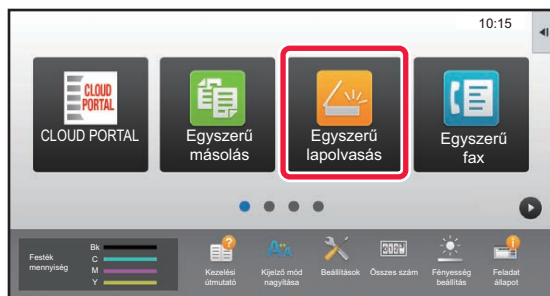 10:15
CLOUD
PORTAL
CLOUD PORTAL
Egyszerű
másolás
Egyszerű
lapolvasás
Egyszerű
fax
Festék
mennyiség
Bk
C
M
Y
Kezelési
útmutató
Kijelző mód
nagyítása
Beállítások
Összes szám
Fényesség
beállítás
Feladat
állapot